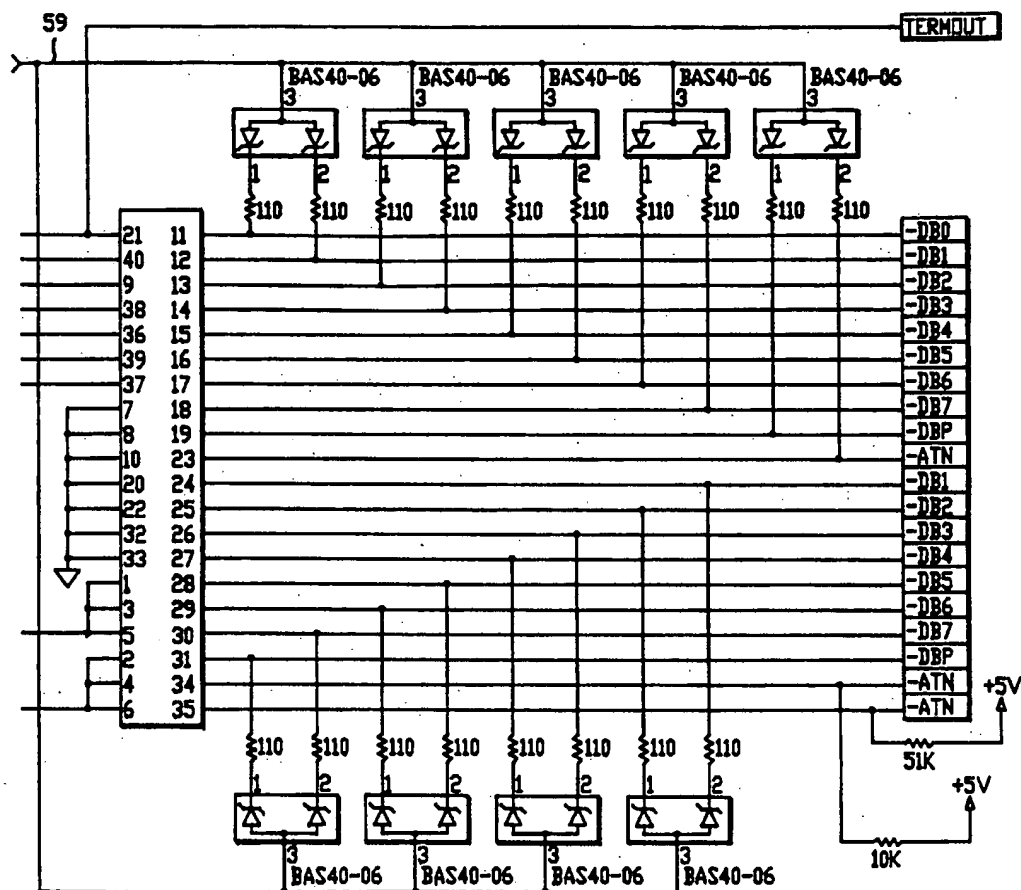 59
TERMOUT
BAS40-06 BAS40-06 BAS40-06 BAS40-06 BAS40-06
3 3 3 3 3
1 2 1 2 1 2 1 2 1 2
110 110 110 110 110 110 110 110 110 110
21 11 -DB0
40 12 -DB1
9 13 -DB2
38 14 -DB3
36 15 -DB4
39 16 -DB5
37 17 -DB6
7 18 -DB7
8 19 -DBP
10 23 -ATN
20 24 -DB1
22 25 -DB2
32 26 -DB3
33 27 -DB4
1 28 -DB5
3 29 -DB6
5 30 -DB7
2 31 -DBP
4 34 -ATN
6 35 -ATN
+5V
110 110 110 110 110 110 110 110
51K
1 2 1 2 1 2 1 2
+5V
3 3 3 3
10K
BAS40-06 BAS40-06 BAS40-06 BAS40-06